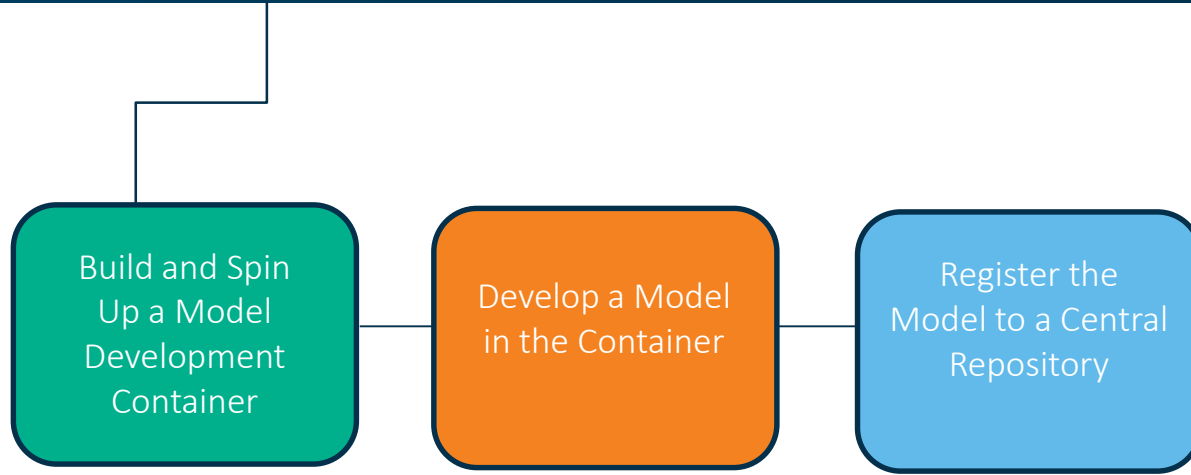 Build and Spin
Up a Model
Development
Container
Develop a Model
in the Container
Register the
Model to a Central
Repository